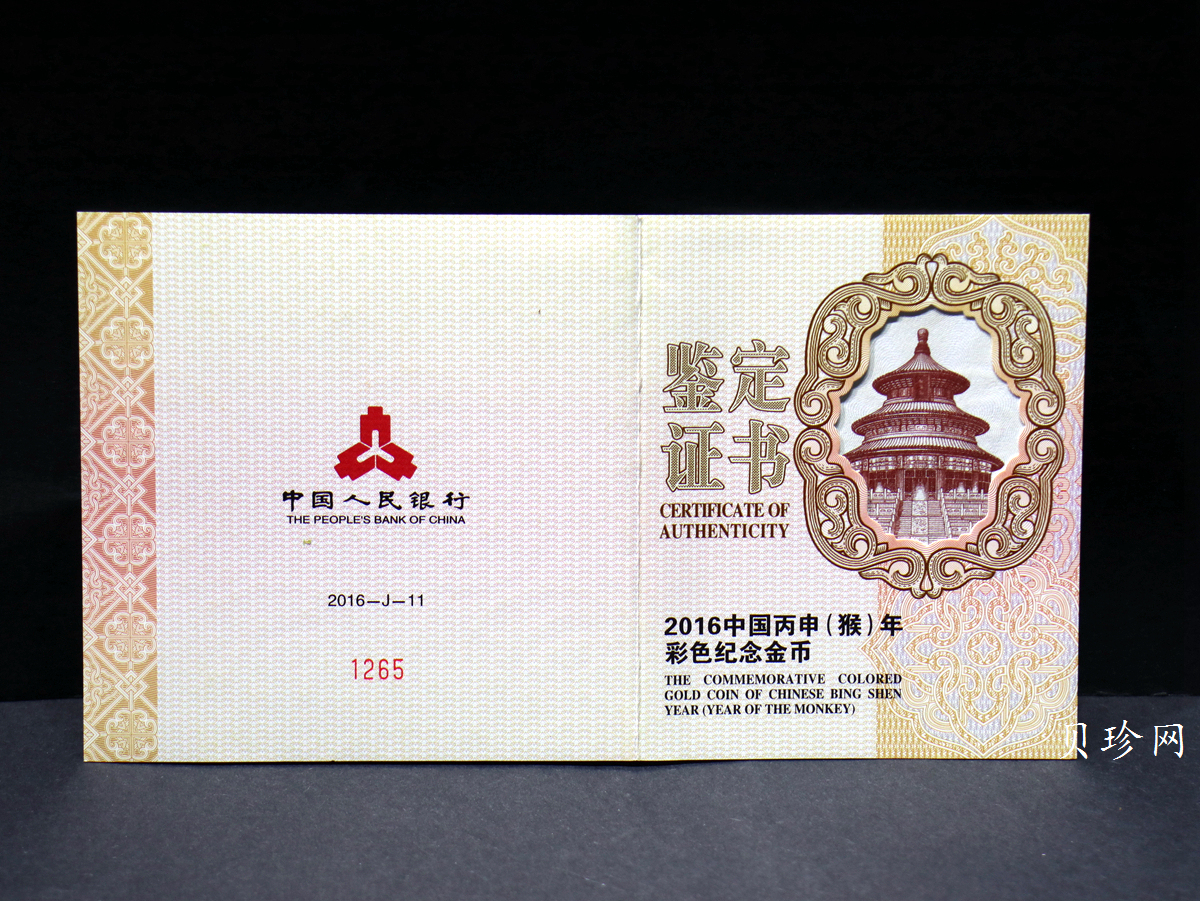 中国人民银行
THE PEOPLE'S BANK OF CHINA
2016—J—11
1265
鉴定
证书
CERTIFICATE OF
AUTHENTICITY
2016中国丙申(猴)年
彩色纪念金币
THE COMMEMORATIVE COLORED
GOLD COIN OF CHINESE BING SHEN
YEAR (YEAR OF THE MONKEY)
贝珍网